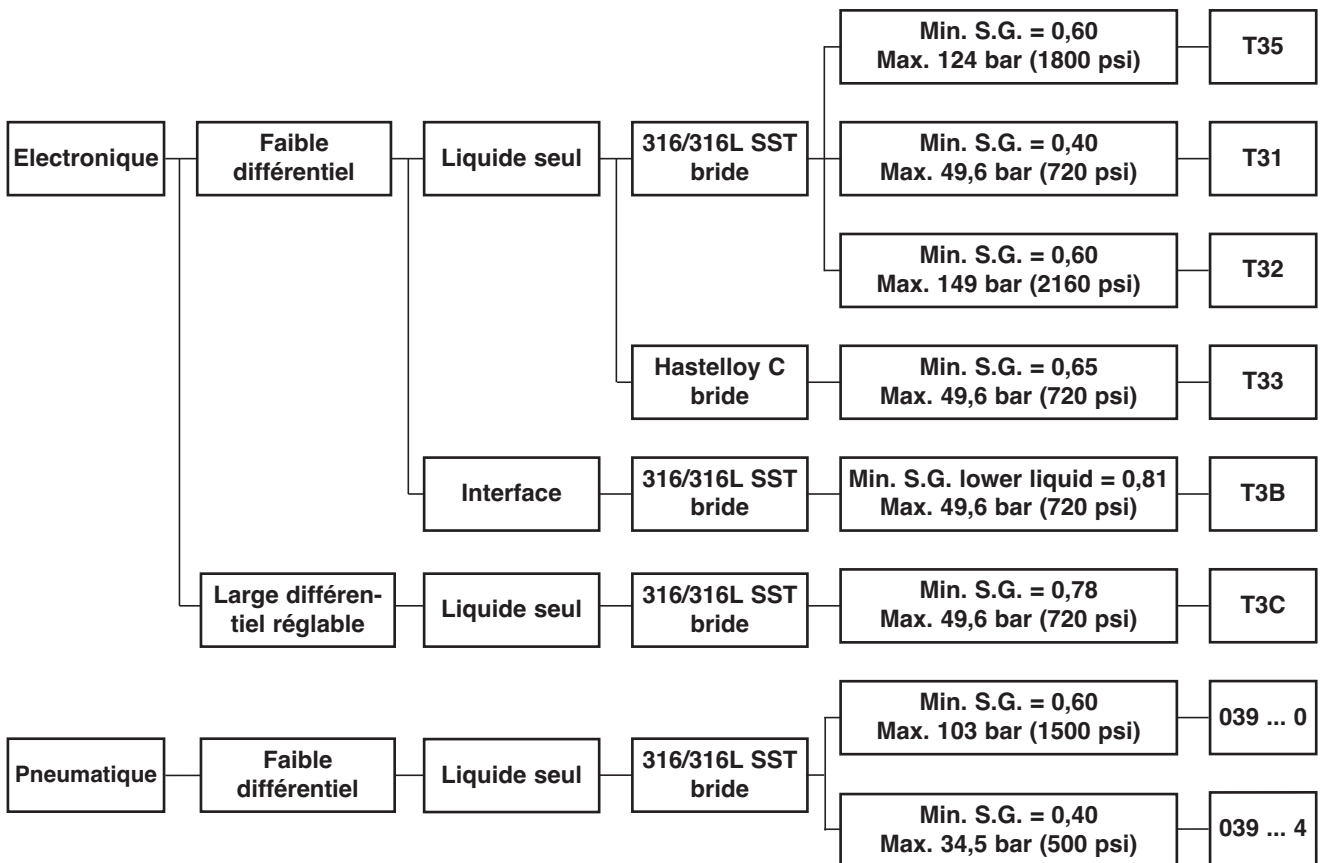 Min. S.G. = 0,60
Max. 124 bar (1800 psi)
T35
Electronique
Faible
différentiel
Liquide seul
316/316L SST
bride
Min. S.G. = 0,40
Max. 49,6 bar (720 psi)
T31
Min. S.G. = 0,60
Max. 149 bar (2160 psi)
T32
Hastelloy C
bride
Min. S.G. = 0,65
Max. 49,6 bar (720 psi)
T33
Interface
316/316L SST
bride
Min. S.G. lower liquid = 0,81
Max. 49,6 bar (720 psi)
T3B
Large différen-
tiel réglable
Liquide seul
316/316L SST
bride
Min. S.G. = 0,78
Max. 49,6 bar (720 psi)
T3C
Min. S.G. = 0,60
Max. 103 bar (1500 psi)
039 ... 0
Pneumatique
Faible
différentiel
Liquide seul
316/316L SST
bride
Min. S.G. = 0,40
Max. 34,5 bar (500 psi)
039 ... 4